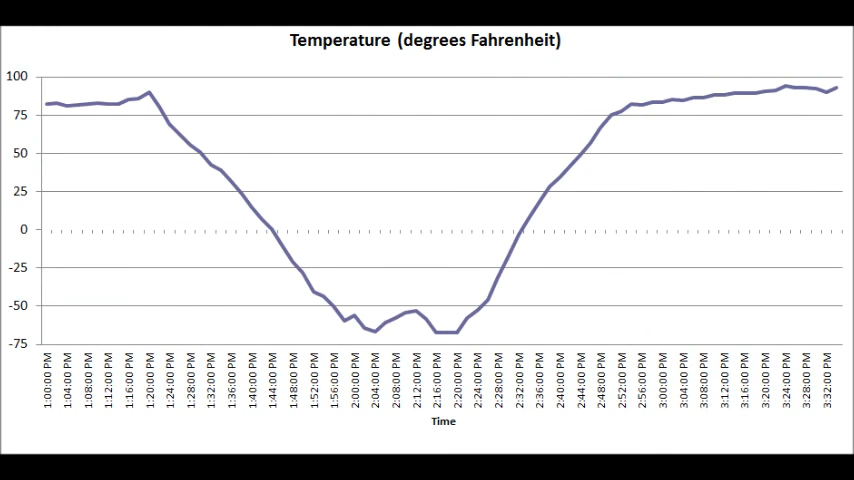 Temperature (degrees Fahrenheit)
100
75
50
25
0
-25
-50
-75
1:00:00 PM
1:04:00 PM
1:08:00 PM
1:12:00 PM
1:16:00 PM
1:20:00 PM
1:24:00 PM
1:28:00 PM
1:32:00 PM
1:36:00 PM
1:40:00 PM
1:44:00 PM
1:48:00 PM
1:52:00 PM
1:56:00 PM
2:00:00 PM
2:04:00 PM
2:08:00 PM
2:12:00 PM
2:16:00 PM
2:20:00 PM
2:24:00 PM
2:28:00 PM
2:32:00 PM
2:36:00 PM
2:40:00 PM
2:44:00 PM
2:48:00 PM
2:52:00 PM
2:56:00 PM
3:00:00 PM
3:04:00 PM
3:08:00 PM
3:12:00 PM
3:16:00 PM
3:20:00 PM
3:24:00 PM
3:28:00 PM
3:32:00 PM
Time